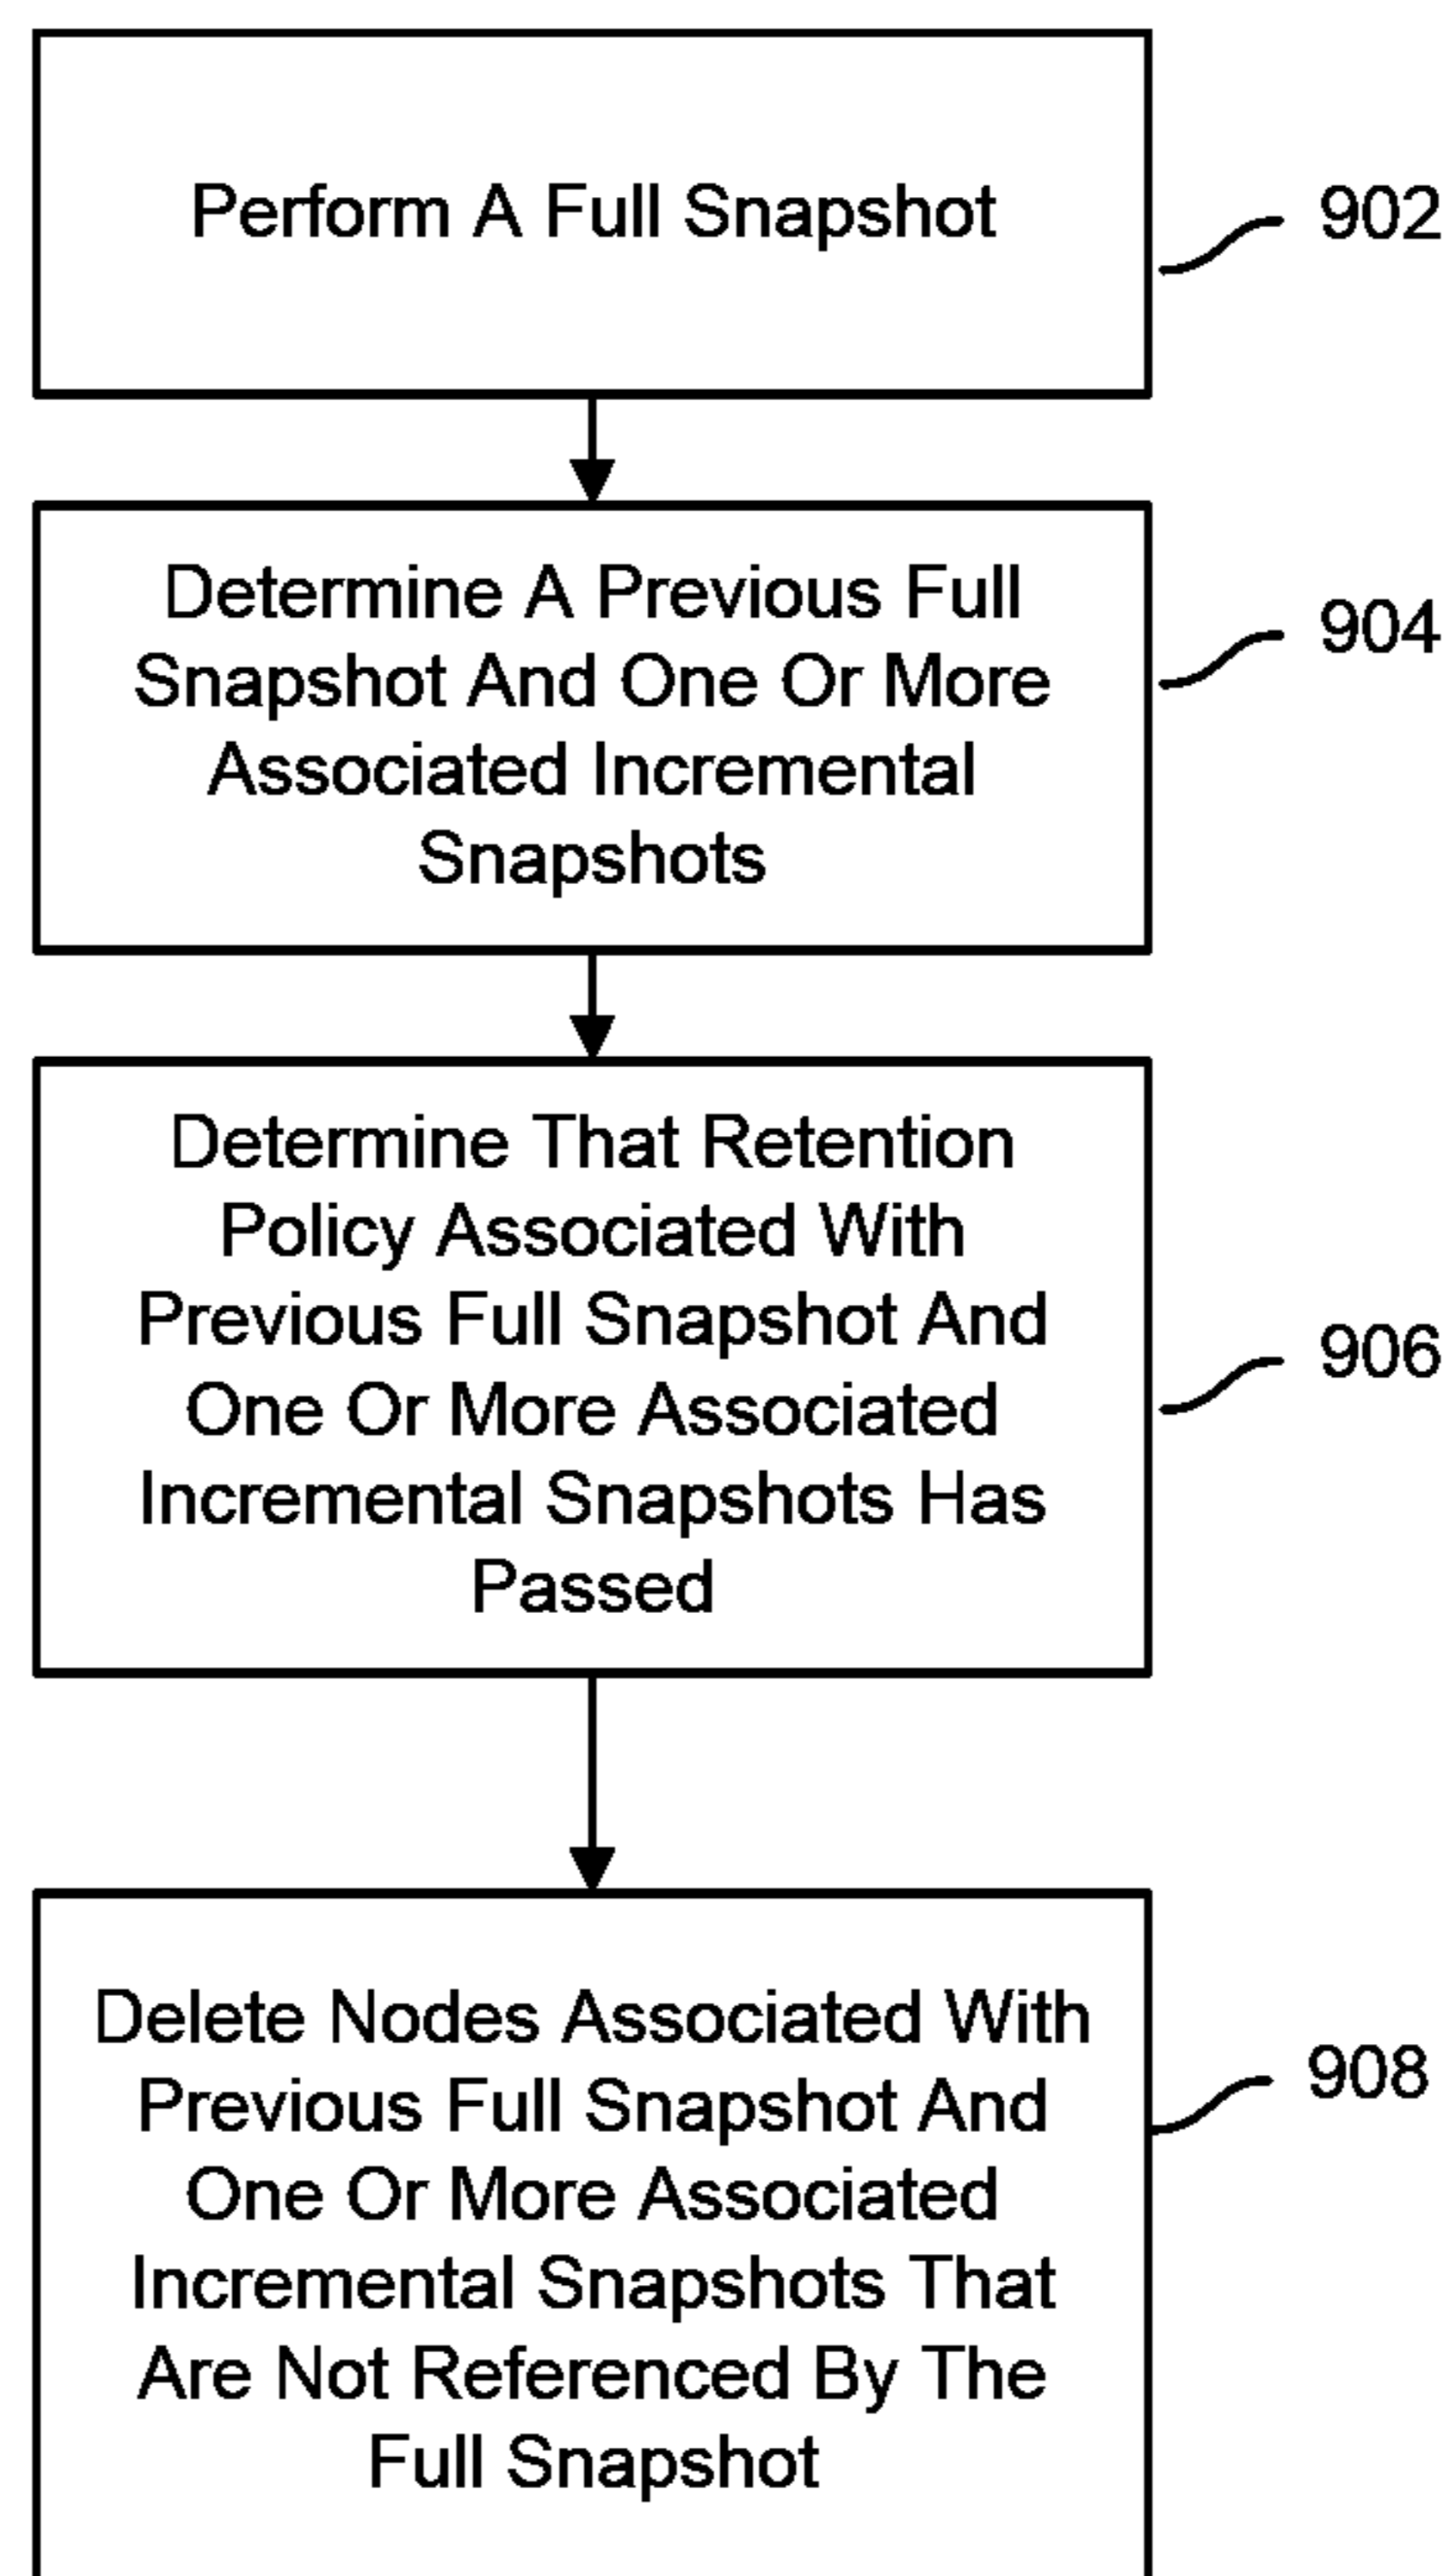 Perform A Full Snapshot
902
Determine A Previous Full
Snapshot And One Or More
Associated Incremental
Snapshots
904
Determine That Retention
Policy Associated With
Previous Full Snapshot And
One Or More Associated
Incremental Snapshots Has
Passed
906
Delete Nodes Associated With
Previous Full Snapshot And
One Or More Associated
Incremental Snapshots That
Are Not Referenced By The
Full Snapshot
908